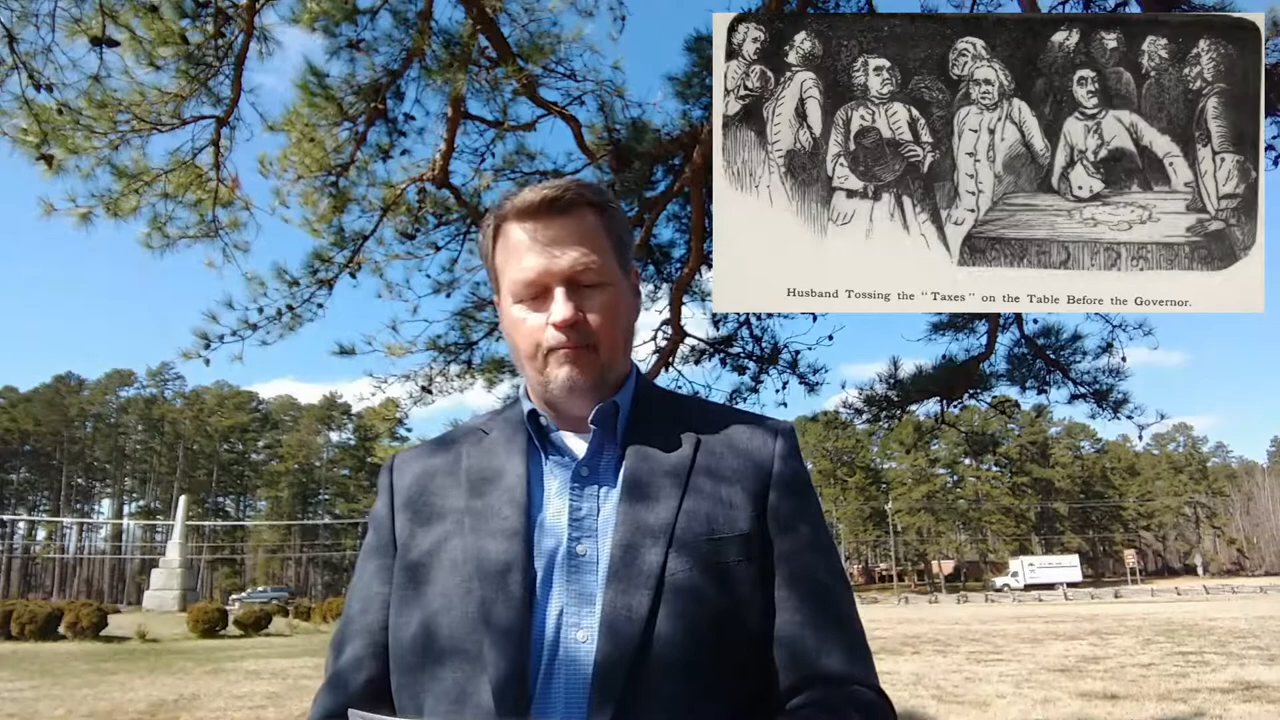 Husband Tossing the "Taxes" on the Table Before the Governor.